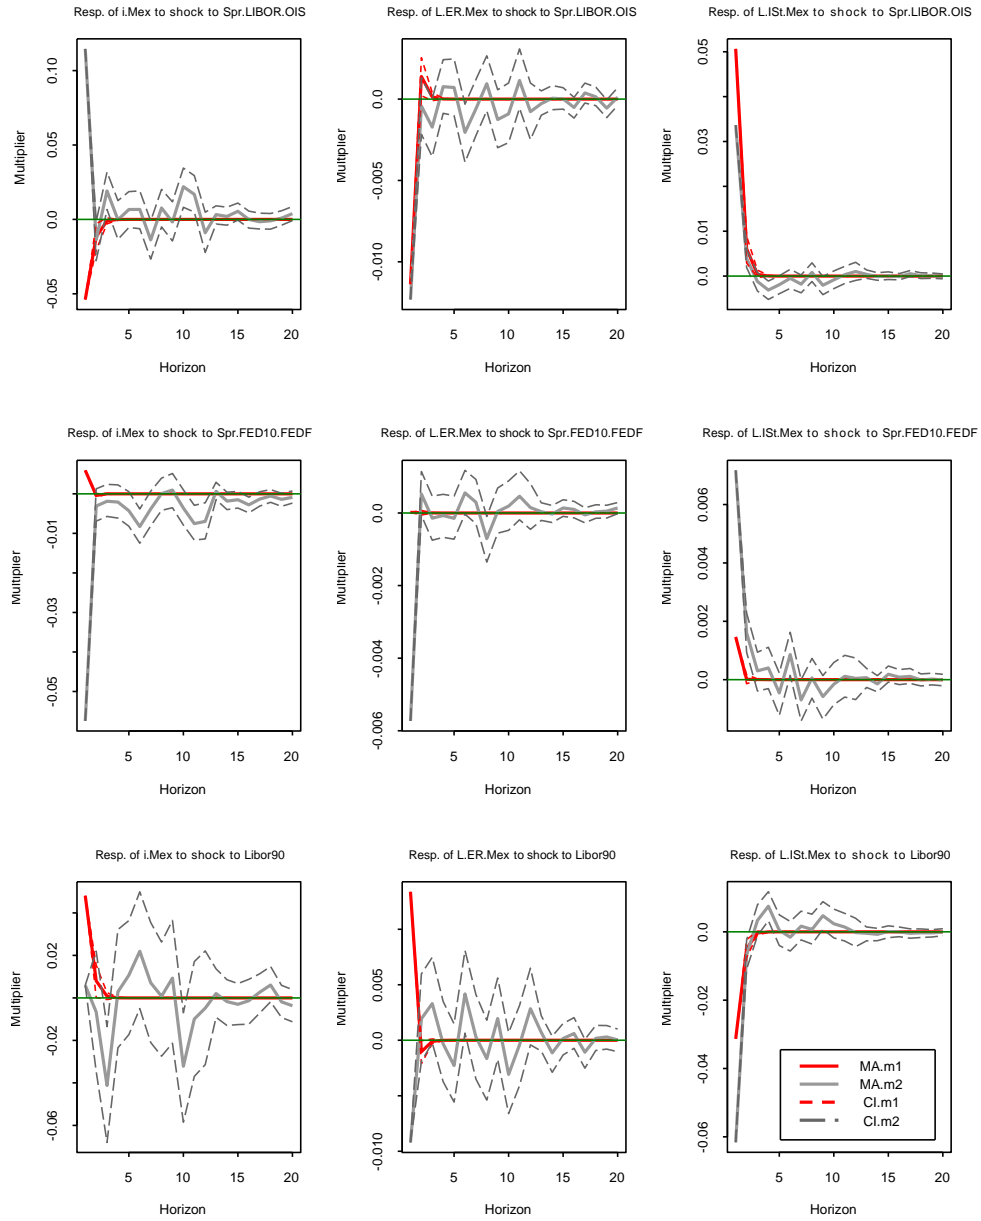 Resp. of i.Mex to shock to Spr.LIBOR.OIS
Resp. of L.ER.Mex to shock to Spr.LIBOR.OIS
Resp. of L.ISt.Mex to shock to Spr.LIBOR.OIS
Multiplier
0.10
0.05
0.0
-0.05
5
10
15
20
Horizon
Multiplier
0.0
-0.005
-0.010
5
10
15
20
Horizon
Multiplier
0.05
0.03
0.01
0.0
5
10
15
20
Horizon
Resp. of i.Mex to shock to Spr.FED10.FEDF
Resp. of L.ER.Mex to shock to Spr.FED10.FEDF
Resp. of L.ISt.Mex to shock to Spr.FED10.FEDF
Multiplier
-0.01
-0.03
-0.05
5
10
15
20
Horizon
Multiplier
0.0
-0.002
-0.004
-0.006
5
10
15
20
Horizon
Multiplier
0.006
0.004
0.002
0.0
5
10
15
20
Horizon
Resp. of i.Mex to shock to Libor90
Resp. of L.ER.Mex to shock to Libor90
Resp. of L.ISt.Mex to shock to Libor90
Multiplier
0.02
-0.02
-0.06
5
10
15
20
Horizon
Multiplier
0.005
0.0
-0.010
5
10
15
20
Horizon
Multiplier
0.0
-0.02
-0.04
-0.06
5
10
15
20
Horizon
MA.m1
MA.m2
CI.m1
CI.m2